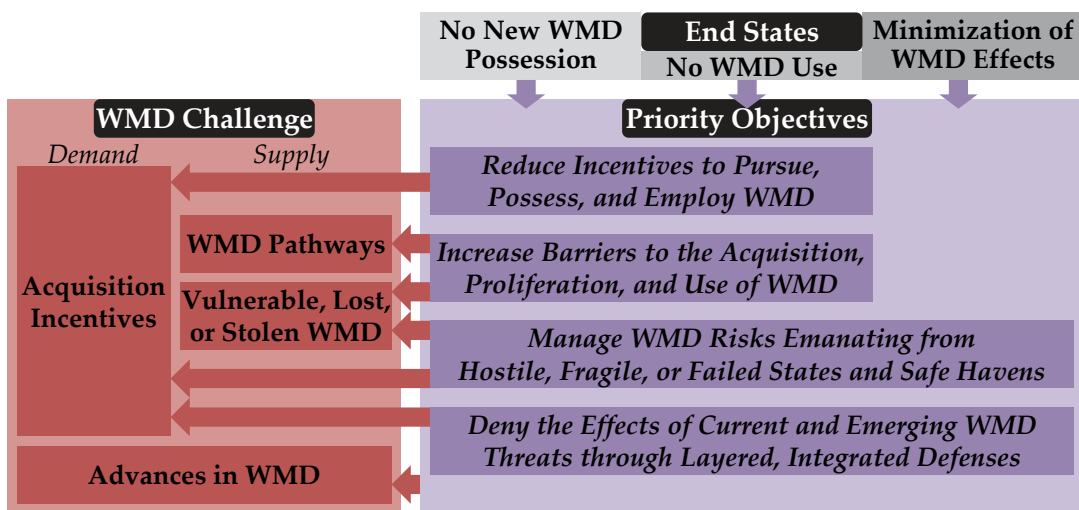 No New WMD
Possession
End States
No WMD Use
Minimization of
WMD Effects
WMD Challenge
Demand
Supply
Acquisition
Incentives
WMD Pathways
Vulnerable, Lost,
or Stolen WMD
Advances in WMD
Priority Objectives
Reduce Incentives to Pursue,
Possess, and Employ WMD
Increase Barriers to the Acquisition,
Proliferation, and Use of WMD
Manage WMD Risks Emanating from
Hostile, Fragile, or Failed States and Safe Havens
Deny the Effects of Current and Emerging WMD
Threats through Layered, Integrated Defenses